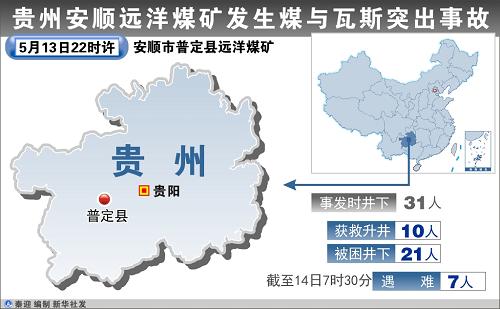 贵州安顺远洋煤矿发生煤与瓦斯突出事故
5月13日22时许
安顺市普定县远洋煤矿
贵州
贵阳
普定县
事发时井下 31人
获救升井 10人
被困井下 21人
截至14日7时30分 遇难 7人
秦迎 编制 新华社发